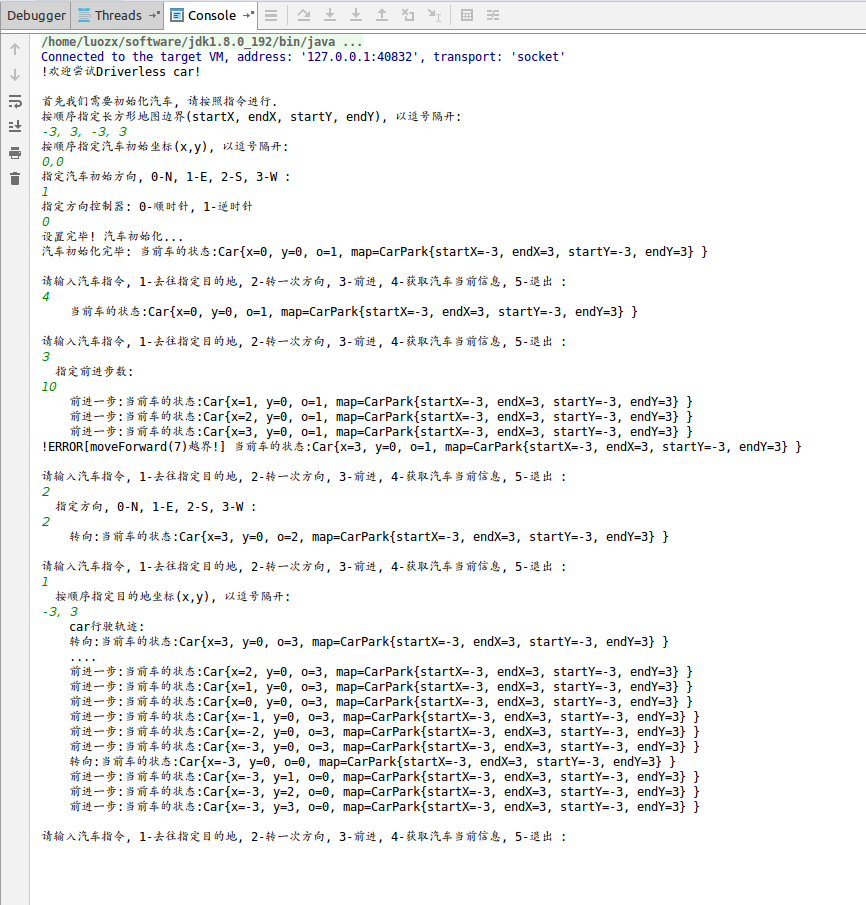 Debugger Threads Console
/home/luozx/software/jdk1.8.0_192/bin/java ...
Connected to the target VM, address: '127.0.0.1:40832', transport: 'socket'
!欢迎尝试Driverless car!
首先我们需要初始化汽车, 请按照指令进行.
按顺序指定长方形地图边界(startX, endX, startY, endY), 以逗号隔开:
-3, 3, -3, 3
按顺序指定汽车初始坐标(x,y), 以逗号隔开:
0,0
指定汽车初始方向, 0-N, 1-E, 2-S, 3-W :
1
指定方向控制器: 0-顺时针, 1-逆时针
0
设置完毕! 汽车初始化...
汽车初始化完毕: 当前车的状态:Car{x=0, y=0, o=1, map=CarPark{startX=-3, endX=3, startY=-3, endY=3} }
请输入汽车指令, 1-去往指定目的地, 2-转一次方向, 3-前进, 4-获取汽车当前信息, 5-退出 :
4
当前车的状态:Car{x=0, y=0, o=1, map=CarPark{startX=-3, endX=3, startY=-3, endY=3} }
请输入汽车指令, 1-去往指定目的地, 2-转一次方向, 3-前进, 4-获取汽车当前信息, 5-退出 :
3
指定前进步数:
10
前进一步:当前车的状态:Car{x=1, y=0, o=1, map=CarPark{startX=-3, endX=3, startY=-3, endY=3} }
前进一步:当前车的状态:Car{x=2, y=0, o=1, map=CarPark{startX=-3, endX=3, startY=-3, endY=3} }
前进一步:当前车的状态:Car{x=3, y=0, o=1, map=CarPark{startX=-3, endX=3, startY=-3, endY=3} }
!ERROR[moveForward(7)越界!] 当前车的状态:Car{x=3, y=0, o=1, map=CarPark{startX=-3, endX=3, startY=-3, endY=3} }
请输入汽车指令, 1-去往指定目的地, 2-转一次方向, 3-前进, 4-获取汽车当前信息, 5-退出 :
2
指定方向, 0-N, 1-E, 2-S, 3-W :
2
转向:当前车的状态:Car{x=3, y=0, o=2, map=CarPark{startX=-3, endX=3, startY=-3, endY=3} }
请输入汽车指令, 1-去往指定目的地, 2-转一次方向, 3-前进, 4-获取汽车当前信息, 5-退出 :
1
按顺序指定目的地坐标(x,y), 以逗号隔开:
-3, 3
car行驶轨迹:
转向:当前车的状态:Car{x=3, y=0, o=3, map=CarPark{startX=-3, endX=3, startY=-3, endY=3} }
....
前进一步:当前车的状态:Car{x=2, y=0, o=3, map=CarPark{startX=-3, endX=3, startY=-3, endY=3} }
前进一步:当前车的状态:Car{x=1, y=0, o=3, map=CarPark{startX=-3, endX=3, startY=-3, endY=3} }
前进一步:当前车的状态:Car{x=0, y=0, o=3, map=CarPark{startX=-3, endX=3, startY=-3, endY=3} }
前进一步:当前车的状态:Car{x=-1, y=0, o=3, map=CarPark{startX=-3, endX=3, startY=-3, endY=3} }
前进一步:当前车的状态:Car{x=-2, y=0, o=3, map=CarPark{startX=-3, endX=3, startY=-3, endY=3} }
前进一步:当前车的状态:Car{x=-3, y=0, o=3, map=CarPark{startX=-3, endX=3, startY=-3, endY=3} }
转向:当前车的状态:Car{x=-3, y=0, o=0, map=CarPark{startX=-3, endX=3, startY=-3, endY=3} }
前进一步:当前车的状态:Car{x=-3, y=1, o=0, map=CarPark{startX=-3, endX=3, startY=-3, endY=3} }
前进一步:当前车的状态:Car{x=-3, y=2, o=0, map=CarPark{startX=-3, endX=3, startY=-3, endY=3} }
前进一步:当前车的状态:Car{x=-3, y=3, o=0, map=CarPark{startX=-3, endX=3, startY=-3, endY=3} }
请输入汽车指令, 1-去往指定目的地, 2-转一次方向, 3-前进, 4-获取汽车当前信息, 5-退出 :